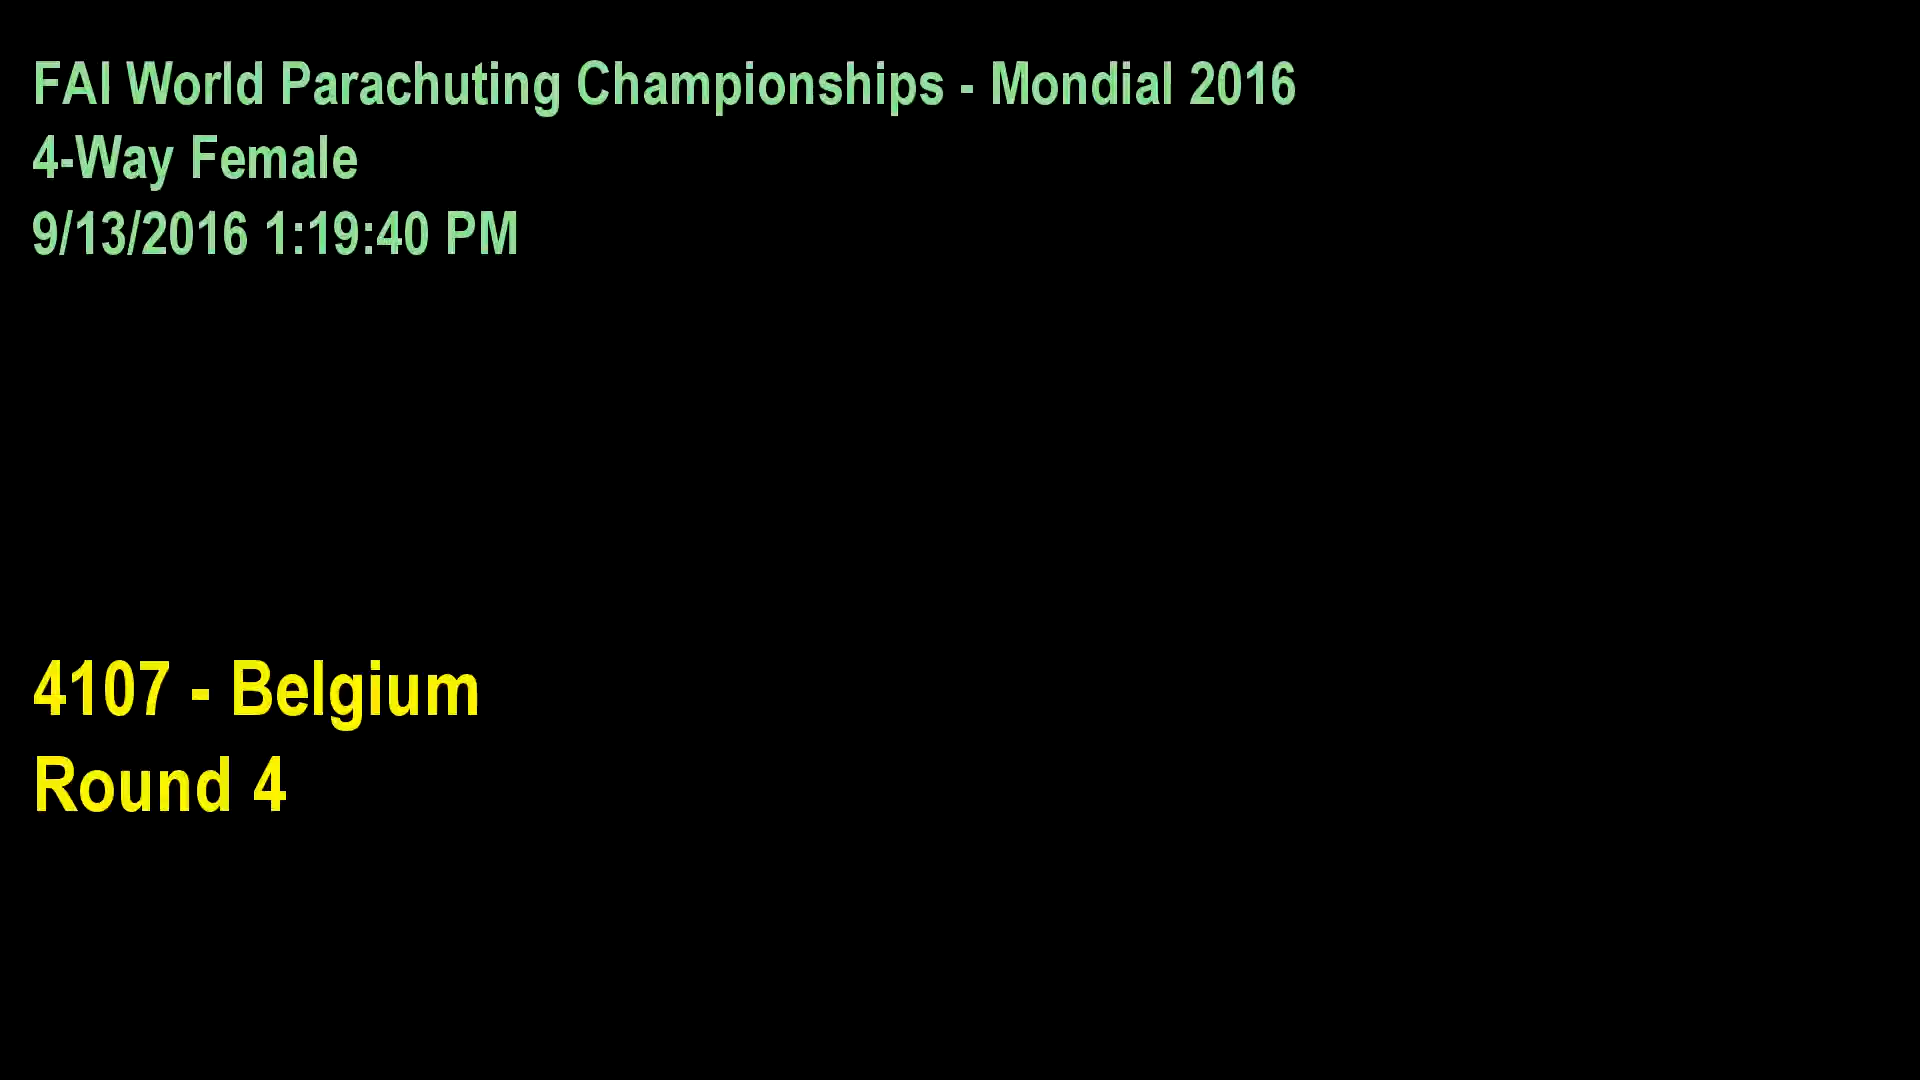 FAI World Parachuting Championships - Mondial 2016
4-Way Female
9/13/2016 1:19:40 PM
4107 - Belgium
Round 4